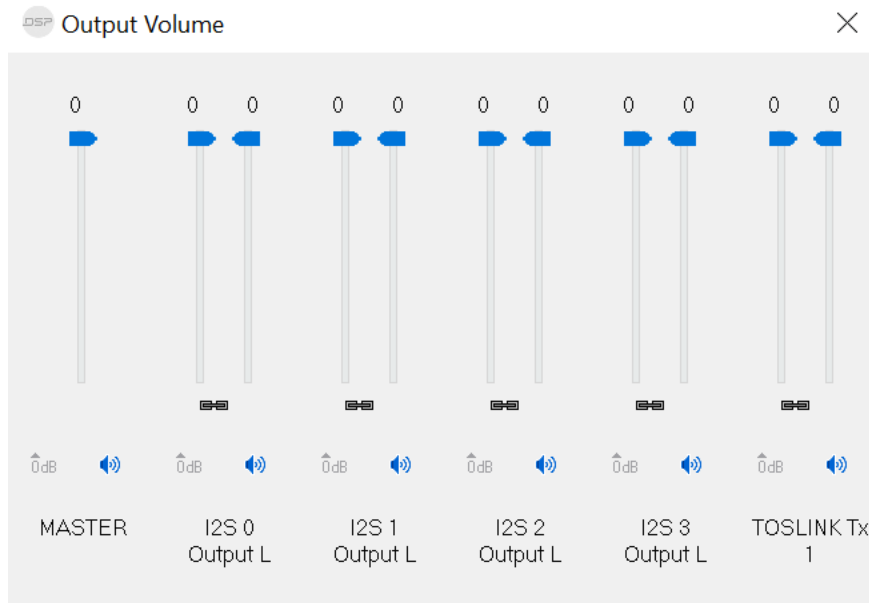 DSP Output Volume
0 0 0 0 0 0 0 0 0 0 0
0dB 0dB 0dB 0dB 0dB 0dB
MASTER I2S 0 I2S 1 I2S 2 I2S 3 TOSLINK Tx
Output L Output L Output L Output L 1